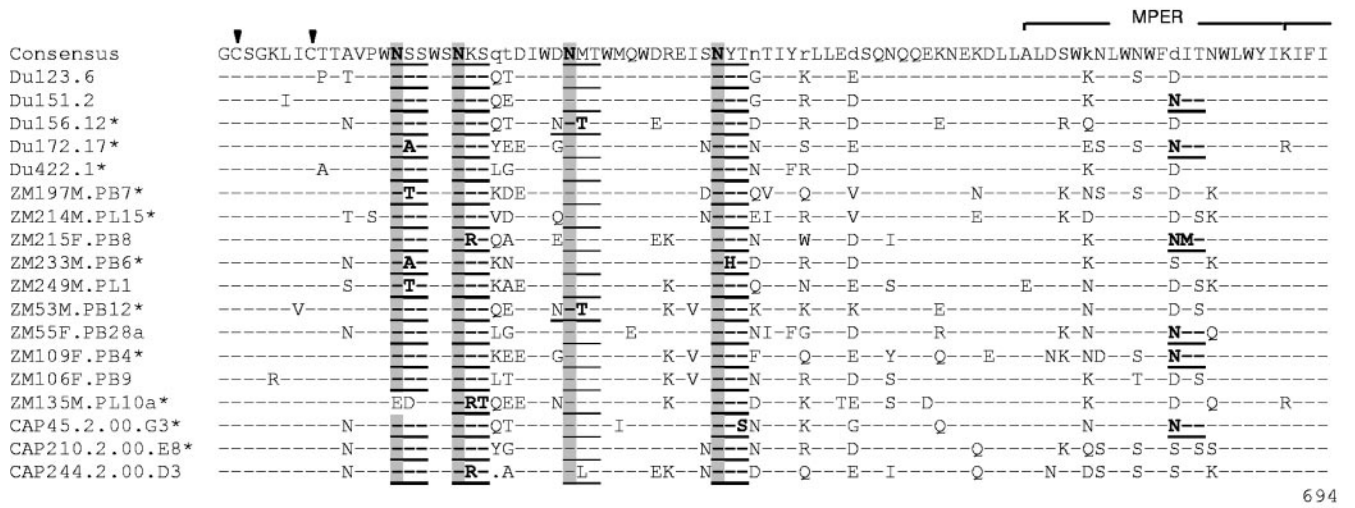 MPER
Consensus GCSGKLICTTAVPWNSSWSNKSqtDIWDNMTWMQWDREISNYTnTIYrLLEdSQNQQEKNEKDLLALDSWkNLWNWFdITNWLWYIKIFI
Du123.6 --------P-T-----------QT-------------------G---K---E------------------K---S--D------------
Du151.2 -----I----------------QE-------------------G---R---D------------------K------N------------
Du156.12* ----------N-----------QT---N-T-----E-------D---R---D------E--------SR-Q------D------------
Du172.17* ---------------A------YEE--G-----------N---N---S---E------------------ES--S--N--------R---
Du422.1* --------A-------------LG-------------------N--FR---D------------------K------D------------
ZM197M.PB7* ---------------T------KDE--------------D---QV--Q---V---------N------K-NS--S--D--K---------
ZM214M.PL15* ----------T-S---------VD---Q-----------N---EI--R---V---------E------K-D------D-SK---------
ZM215F.PB8 --------------------R-QA---E-------EK------N---W---D--I---------------K------NM-----------
ZM233M.PB6* ----------N----A------KN-----------------H-D---R---D------------------K------S--K---------
ZM249M.PL1 ----------S----T------KAE-----------K------Q---N---E--S----------E----N------D-SK---------
ZM53M.PB12* ------V---------------QE---N-T------K-V----K---K---K------E-----------N------D-S----------
ZM55F.PB28a ----------N-----------LG---------E---------NI-FG---D------R---------K-N------N--Q---------
ZM109F.PB4* ----------------------KEE--G--------K-V----F---Q---E--Y---Q---E----NK-ND--S--N------------
ZM106F.PB9 ----R-----------------LT------------K-V----N---R---D--S---------------K---T--D-S----------
ZM135M.PL10a* --------------ED----RTQEE--N--------K------D---K--TE--S--D------------K------D--Q-----R---
CAP45.2.00.G3* ----------N-----------QT--------I---------SN---K---G------Q-----------N------N------------
CAP210.2.00.E8* ----------N-----------YG---------------N---N---R---D---------Q------K-QS--S--S-SS---------
CAP244.2.00.D3 ----------N---------R-.A-----L-----EK--N---D---Q---E--I------Q-----N--DS--S--S--K---------
694